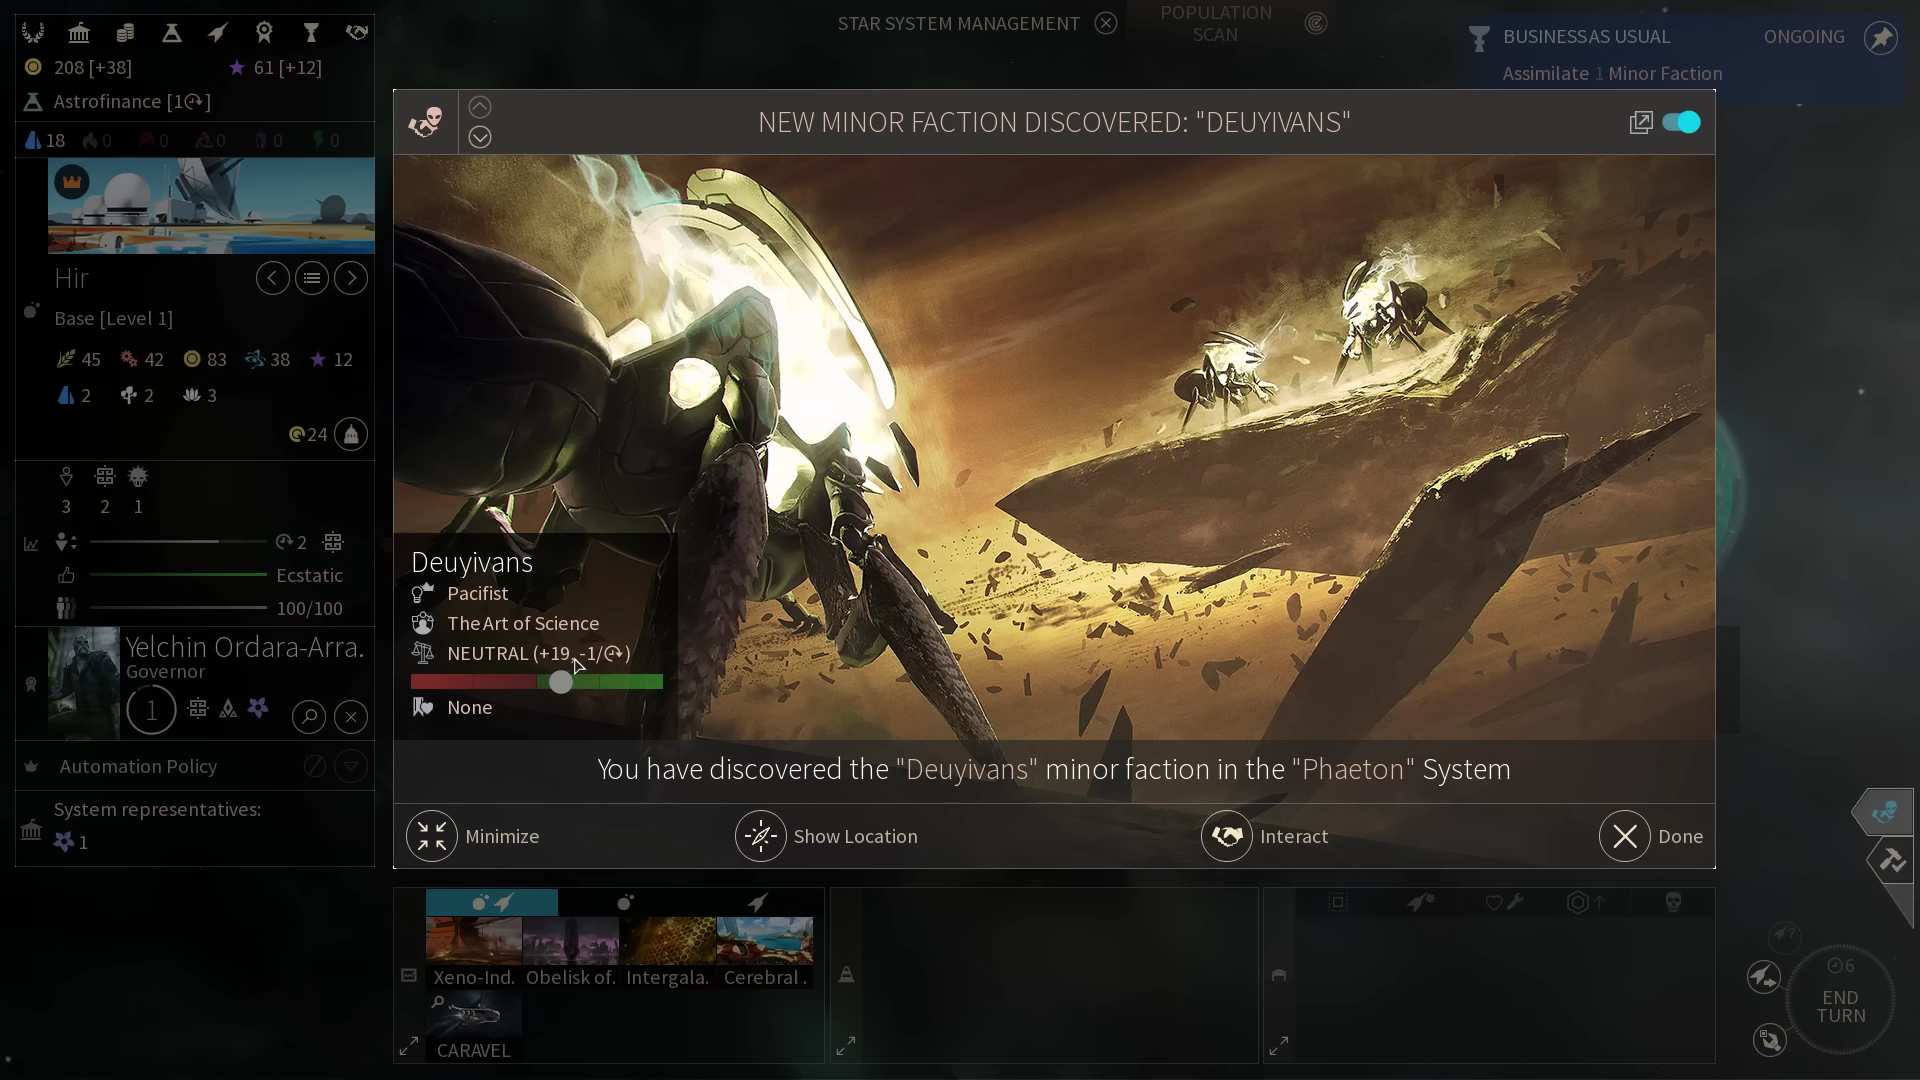 STAR SYSTEM MANAGEMENT
POPULATION
SCAN
BUSINESS AS USUAL
ONGOING
Assimilate 1 Minor Faction
208 [+38]
61 [+12]
Astrofinance [1]
18
0
0
0
0
0
NEW MINOR FACTION DISCOVERED: "DEUYIVANS"
Hir
Base [Level 1]
45
42
83
38
12
2
2
3
24
3
2
1
2
Ecstatic
100/100
Yelchin Ordara-Arra.
Governor
1
Automation Policy
System representatives:
1
Deuyivans
Pacifist
The Art of Science
NEUTRAL (+19, -1/)
None
You have discovered the "Deuyivans" minor faction in the "Phaeton" System
Minimize
Show Location
Interact
Done
Xeno-Ind.
Obelisk of.
Intergala.
Cerebral .
CARAVEL
?
6
END
TURN